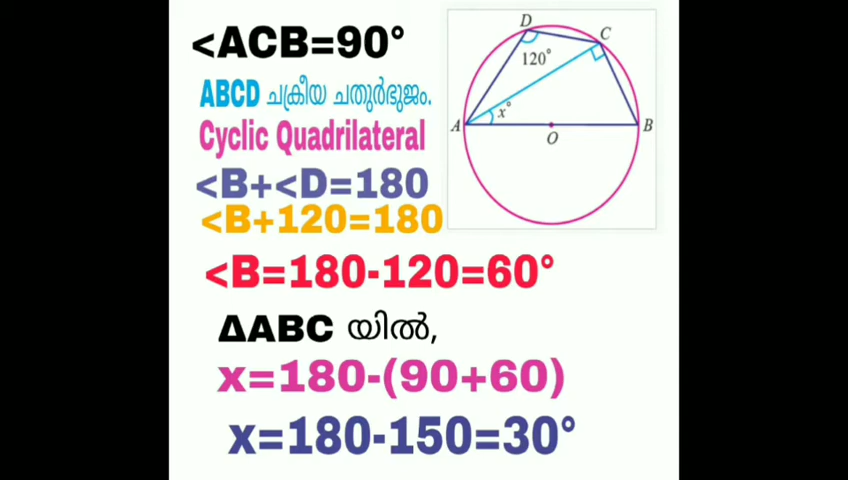 <ACB=90°
ABCD ചക്രീയ ചതുർഭുജം.
Cyclic Quadrilateral
<B+<D=180
<B+120=180
<B=180-120=60°
ΔABC യിൽ,
x=180-(90+60)
x=180-150=30°
D
C
120°
x°
A
B
O